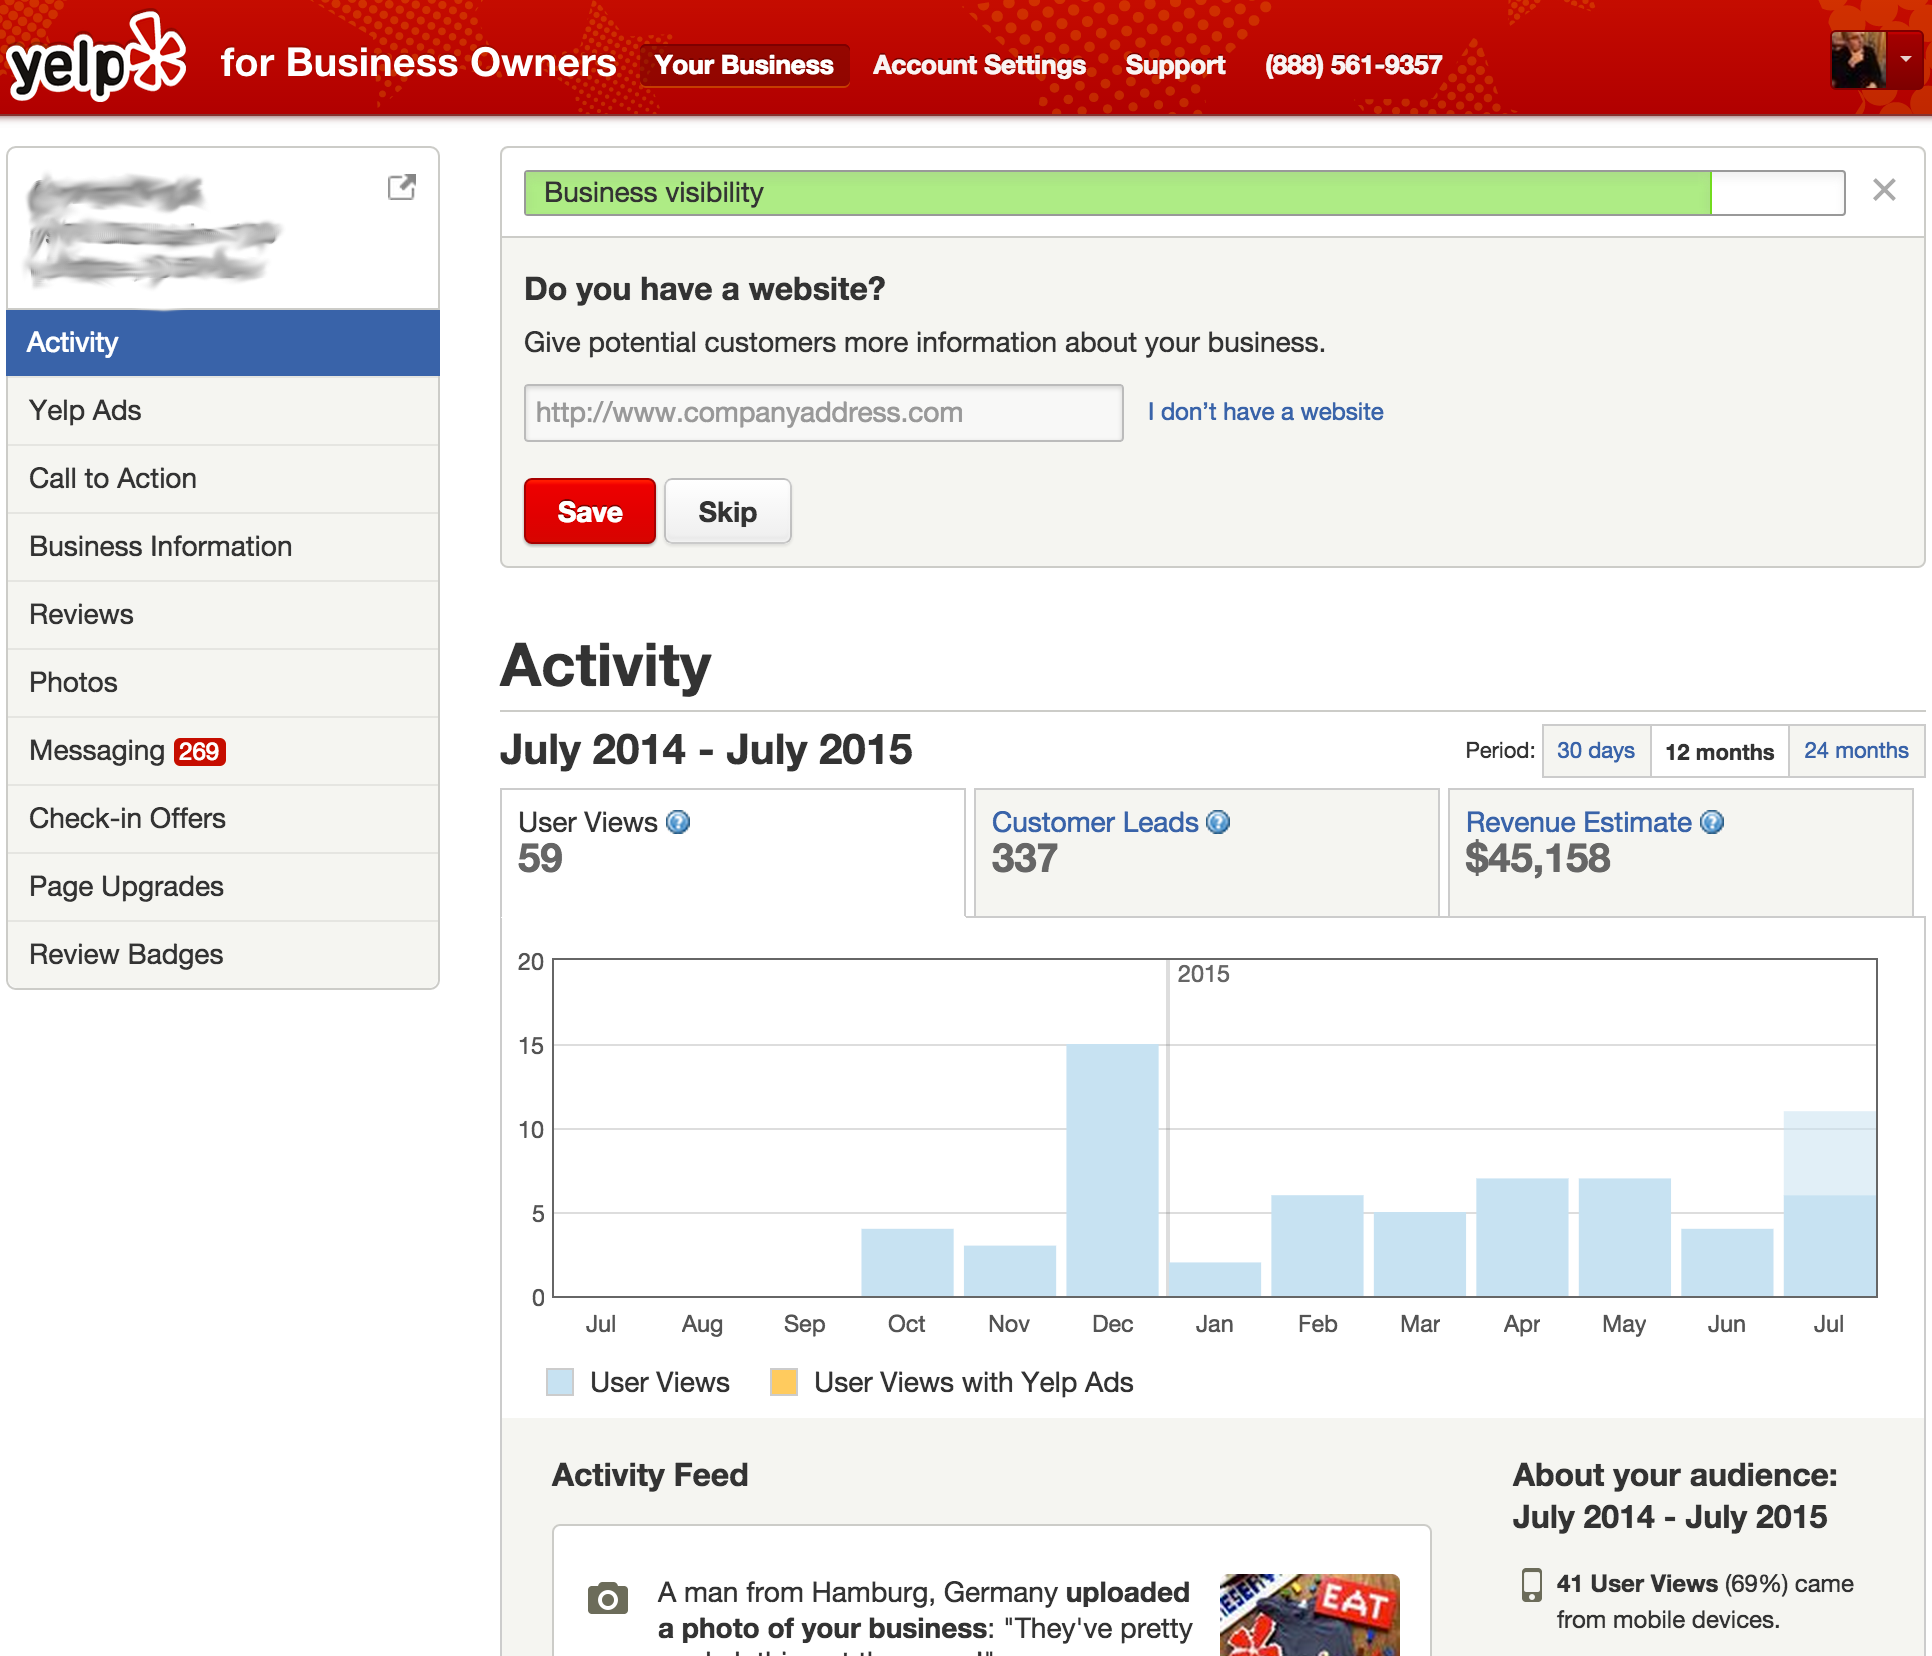 yelp for Business Owners Your Business Account Settings Support (888) 561-9357
Activity
Yelp Ads
Call to Action
Business Information
Reviews
Photos
Messaging 269
Check-in Offers
Page Upgrades
Review Badges
Business visibility
Do you have a website?
Give potential customers more information about your business.
http://www.companyaddress.com I don't have a website
Save Skip
Activity
July 2014 - July 2015 Period: 30 days 12 months 24 months
User Views
59
Customer Leads
337
Revenue Estimate
$45,158
20
15
10
5
0
2015
Jul Aug Sep Oct Nov Dec Jan Feb Mar Apr May Jun Jul
User Views User Views with Yelp Ads
Activity Feed
A man from Hamburg, Germany uploaded
a photo of your business: "They've pretty
EAT
About your audience:
July 2014 - July 2015
41 User Views (69%) came
from mobile devices.